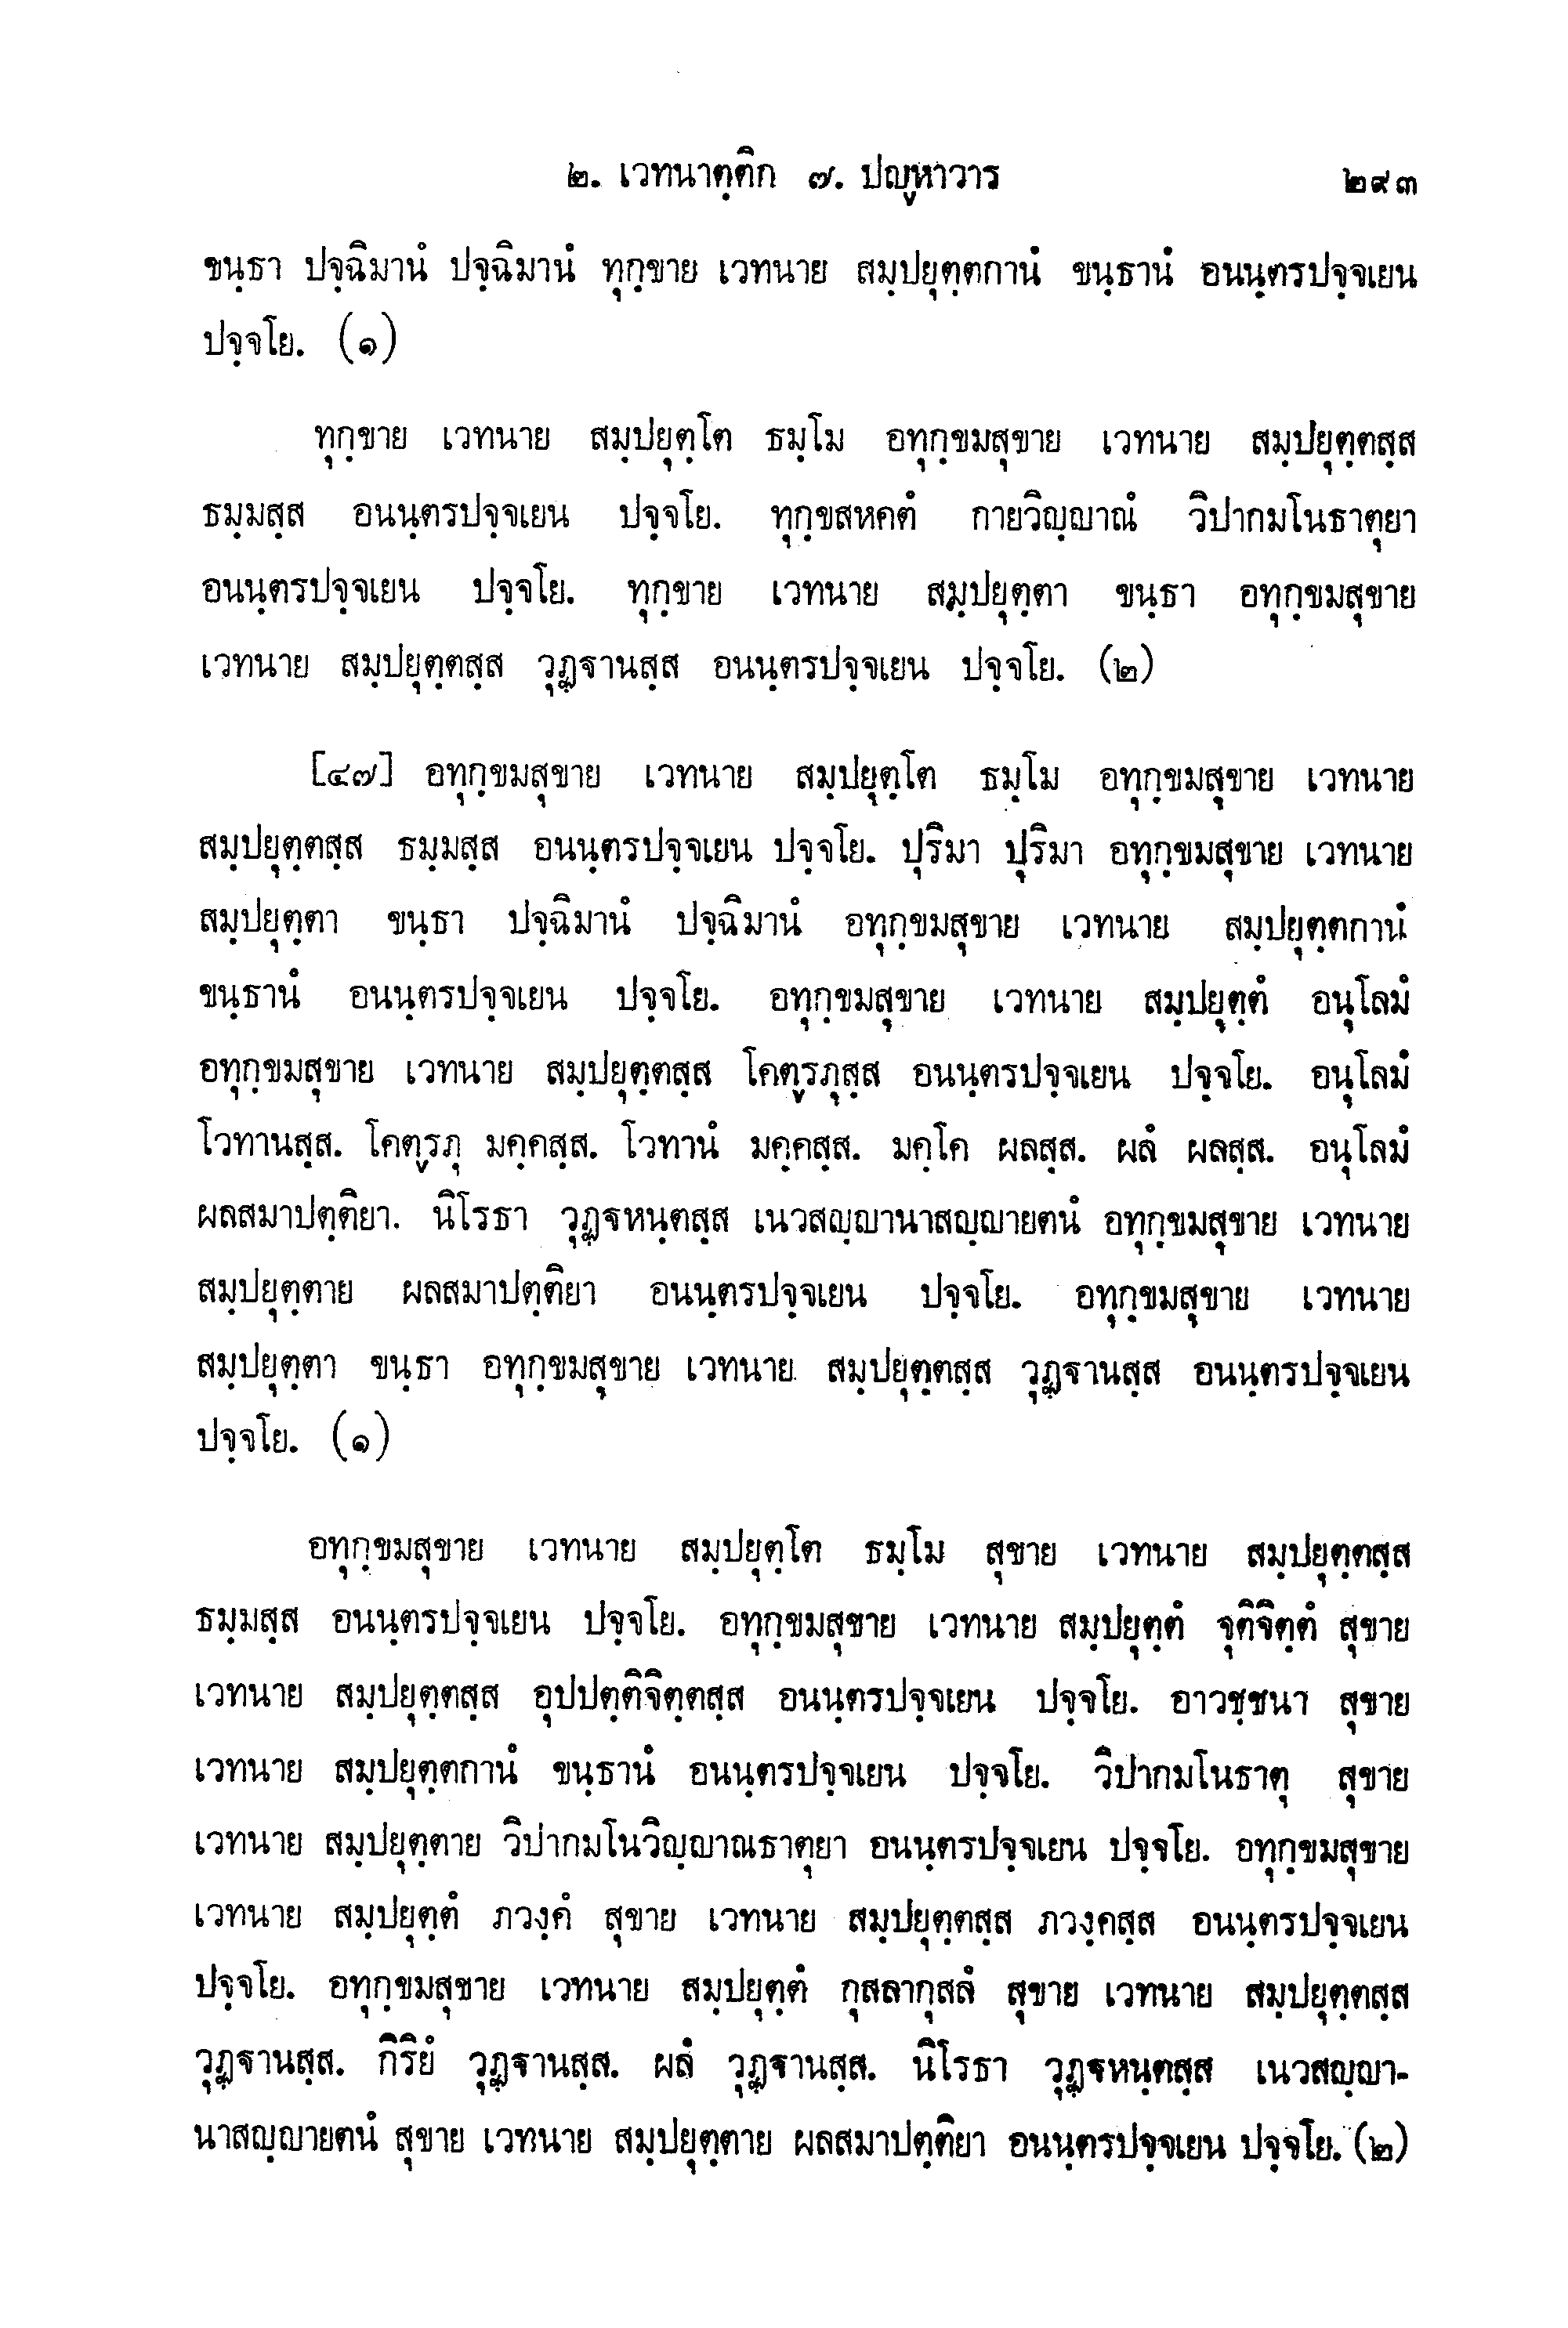 ๒. เวทนาตฺติก ๗. ปญฺหาวาร ๒๙๓
ขนฺธา ปจฺฉิมานํ ปจฺฉิมานํ ทุกฺขาย เวทนาย สมฺปยุตฺตกานํ ขนฺธานํ อนนฺตรปจฺจเยน
ปจฺจโย. (๑)
ทุกฺขาย เวทนาย สมฺปยุตฺโต ธมฺโม อทุกฺขมสุขาย เวทนาย สมฺปยุตฺตสฺส
ธมฺมสฺส อนนฺตรปจฺจเยน ปจฺจโย. ทุกฺขสหคตํ กายวิญฺญาณํ วิปากมโนธาตุยา
อนนฺตรปจฺจเยน ปจฺจโย. ทุกฺขาย เวทนาย สมฺปยุตฺตา ขนฺธา อทุกฺขมสุขาย
เวทนาย สมฺปยุตฺตสฺส วุฏฺฐานสฺส อนนฺตรปจฺจเยน ปจฺจโย. (๒)
[๔๗] อทุกฺขมสุขาย เวทนาย สมฺปยุตฺโต ธมฺโม อทุกฺขมสุขาย เวทนาย
สมฺปยุตฺตสฺส ธมฺมสฺส อนนฺตรปจฺจเยน ปจฺจโย. ปุริมา ปุริมา อทุกฺขมสุขาย เวทนาย
สมฺปยุตฺตา ขนฺธา ปจฺฉิมานํ ปจฺฉิมานํ อทุกฺขมสุขาย เวทนาย สมฺปยุตฺตกานํ
ขนฺธานํ อนนฺตรปจฺจเยน ปจฺจโย. อทุกฺขมสุขาย เวทนาย สมฺปยุตฺตํ อนุโลมํ
อทุกฺขมสุขาย เวทนาย สมฺปยุตฺตสฺส โคตฺรภุสฺส อนนฺตรปจฺจเยน ปจฺจโย. อนุโลมํ
โวทานสฺส. โคตฺรภุ มคฺคสฺส. โวทานํ มคฺคสฺส. มคฺโค ผลสฺส. ผลํ ผลสฺส. อนุโลมํ
ผลสมาปตฺติยา. นิโรธา วุฏฺฐหนฺตสฺส เนวสญฺญานาสญฺญายตนํ อทุกฺขมสุขาย เวทนาย
สมฺปยุตฺตาย ผลสมาปตฺติยา อนนฺตรปจฺจเยน ปจฺจโย. อทุกฺขมสุขาย เวทนาย
สมฺปยุตฺตา ขนฺธา อทุกฺขมสุขาย เวทนาย สมฺปยุตฺตสฺส วุฏฺฐานสฺส อนนฺตรปจฺจเยน
ปจฺจโย. (๑)
อทุกฺขมสุขาย เวทนาย สมฺปยุตฺโต ธมฺโม สุขาย เวทนาย สมฺปยุตฺตสฺส
ธมฺมสฺส อนนฺตรปจฺจเยน ปจฺจโย. อทุกฺขมสุขาย เวทนาย สมฺปยุตฺตํ จุติจิตฺตํ สุขาย
เวทนาย สมฺปยุตฺตสฺส อุปปตฺติจิตฺตสฺส อนนฺตรปจฺจเยน ปจฺจโย. อาวชฺชนา สุขาย
เวทนาย สมฺปยุตฺตกานํ ขนฺธานํ อนนฺตรปจฺจเยน ปจฺจโย. วิปากมโนธาตุ สุขาย
เวทนาย สมฺปยุตฺตาย วิปากมโนวิญฺญาณธาตุยา อนนฺตรปจฺจเยน ปจฺจโย. อทุกฺขมสุขาย
เวทนาย สมฺปยุตฺตํ ภวงฺคํ สุขาย เวทนาย สมฺปยุตฺตสฺส ภวงฺคสฺส อนนฺตรปจฺจเยน
ปจฺจโย. อทุกฺขมสุขาย เวทนาย สมฺปยุตฺตํ กุสลากุสลํ สุขาย เวทนาย สมฺปยุตฺตสฺส
วุฏฺฐานสฺส. กิริยํ วุฏฺฐานสฺส. ผลํ วุฏฺฐานสฺส. นิโรธา วุฏฺฐหนฺตสฺส เนวสญฺญา-
นาสญฺญายตนํ สุขาย เวทนาย สมฺปยุตฺตาย ผลสมาปตฺติยา อนนฺตรปจฺจเยน ปจฺจโย. (๒)